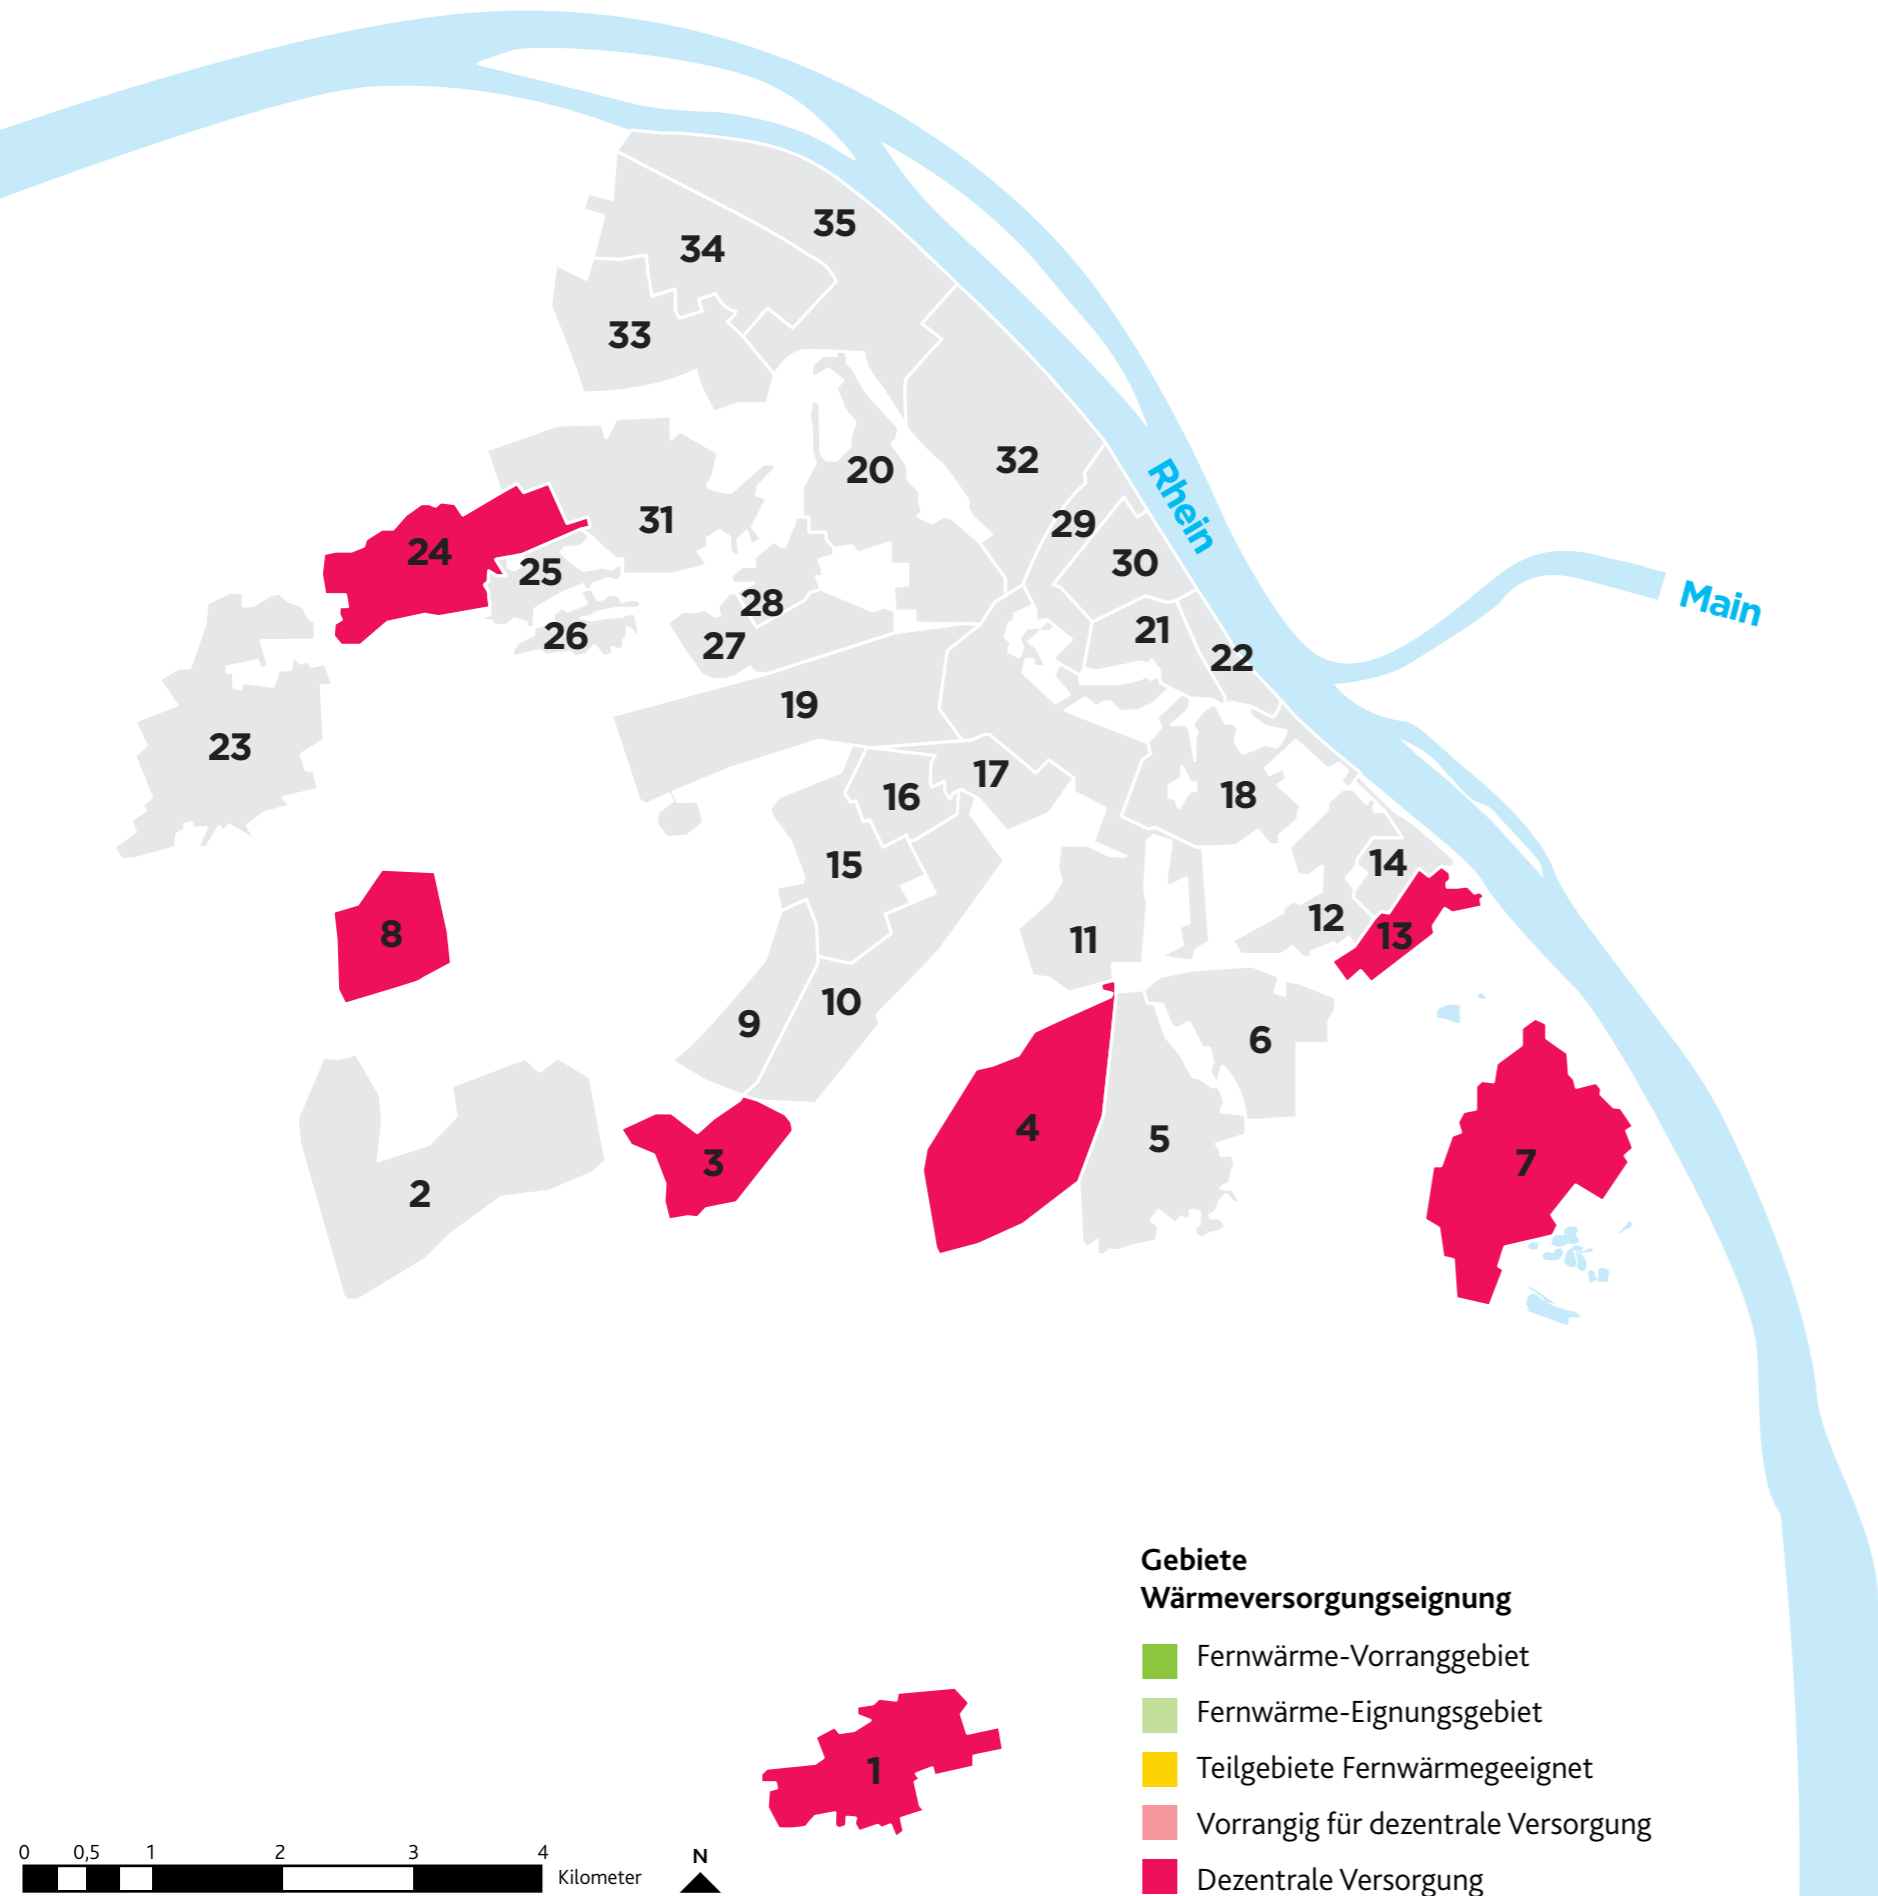 35
34
33
32
20
31
29
24
30
25
28
21
26
27
22
19
23
17
16
18
15
14
12
8
13
11
10
9
6
4
5
3
7
2
1
Rhein
Main
Gebiete
Wärmeversorgungseignung
Fernwärme-Vorranggebiet
Fernwärme-Eignungsgebiet
Teilgebiete Fernwärmegeeignet
Vorrangig für dezentrale Versorgung
Dezentrale Versorgung
0 0,5 1 2 3 4
Kilometer
N